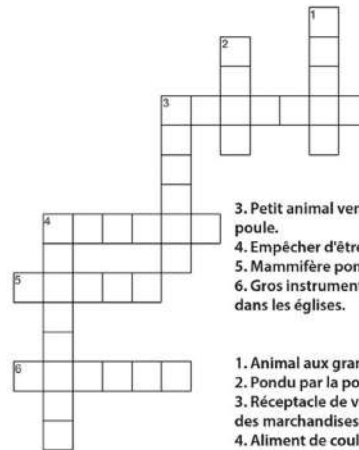 1
2
3
3. Petit animal ver
poule.
4
4. Empêcher d'êtr
5. Mammifère pon
5
6. Gros instrument
dans les églises.
6
1. Animal aux gran
2. Pondu par la po
3. Réceptacle de v
des marchandises
4. Aliment de coul